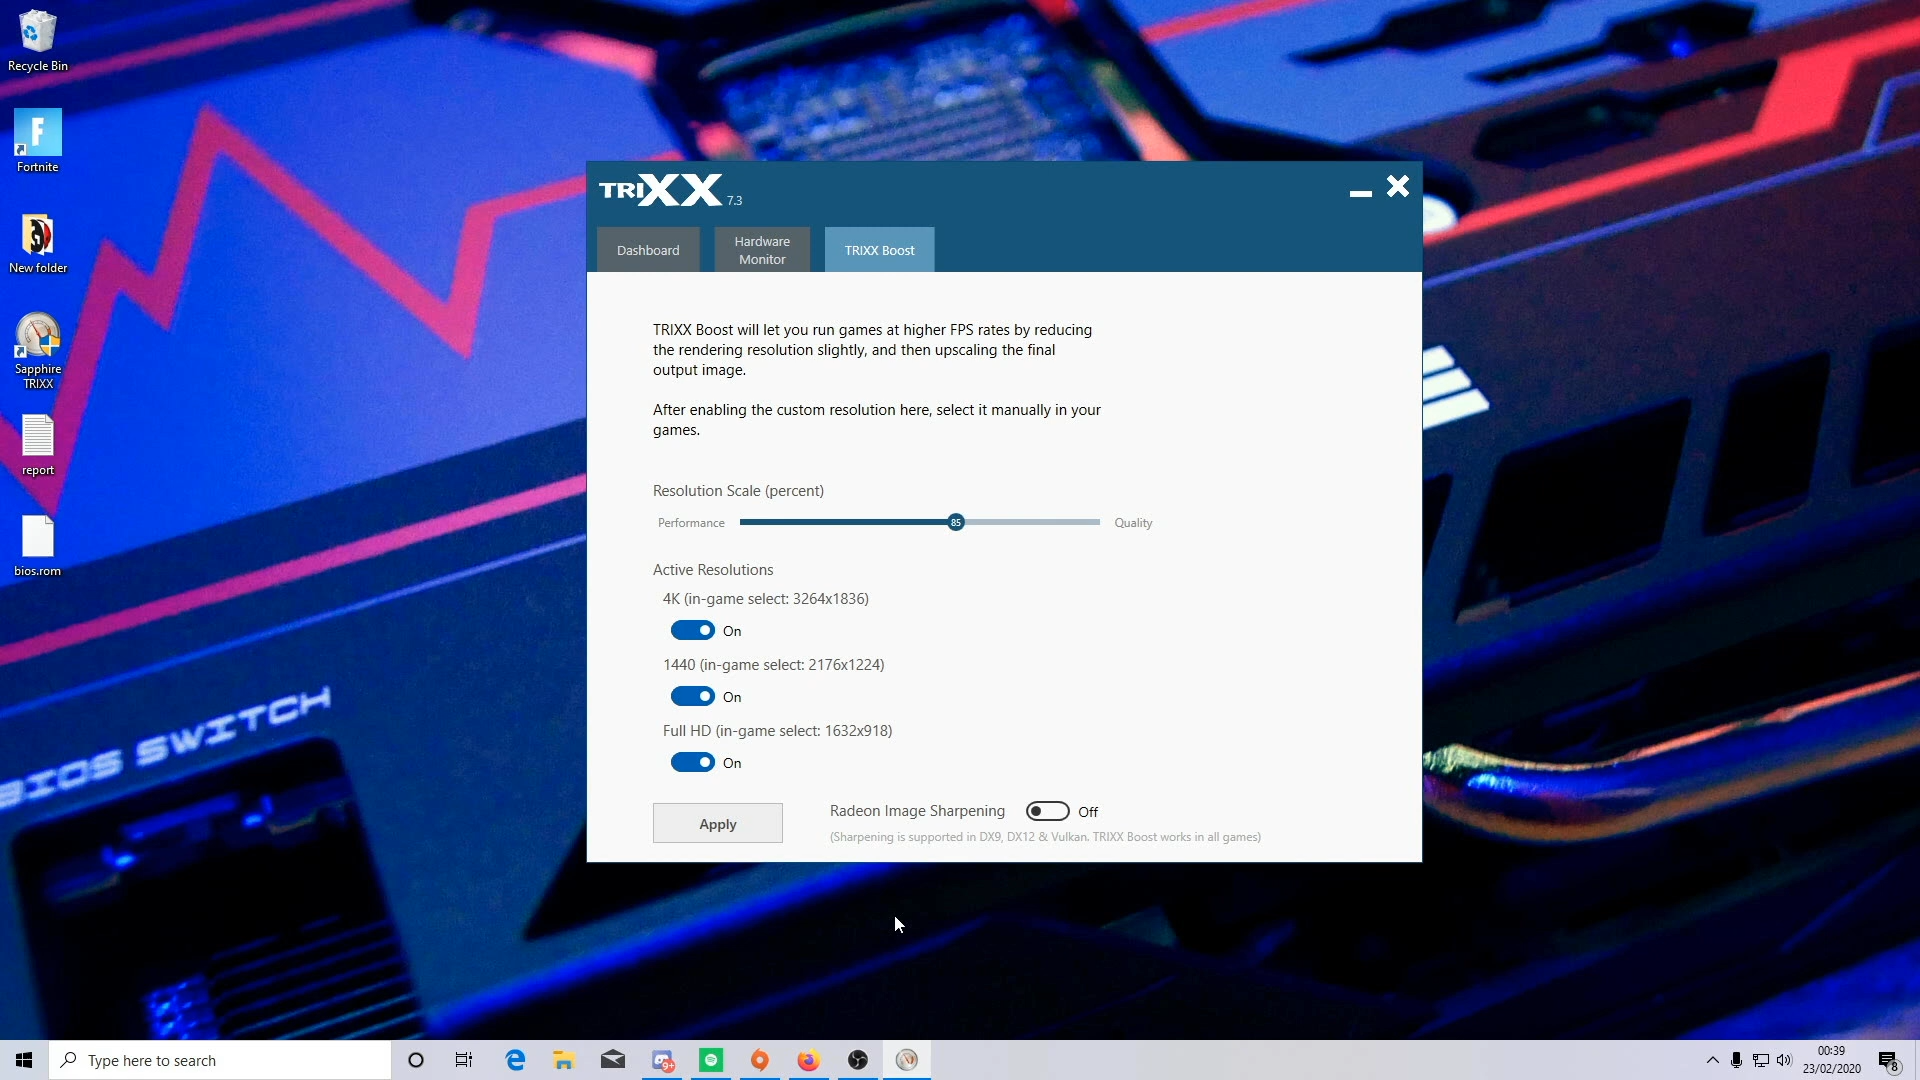 Recycle Bin
Fortnite
New folder
Sapphire
TRIXX
report
bios.rom
BIOS SWITCH
TRIXX 7.3
Dashboard
Hardware
Monitor
TRIXX Boost
TRIXX Boost will let you run games at higher FPS rates by reducing
the rendering resolution slightly, and then upscaling the final
output image.
After enabling the custom resolution here, select it manually in your
games.
Resolution Scale (percent)
Performance
85
Quality
Active Resolutions
4K (in-game select: 3264x1836)
On
1440 (in-game select: 2176x1224)
On
Full HD (in-game select: 1632x918)
On
Apply
Radeon Image Sharpening
Off
(Sharpening is supported in DX9, DX12 & Vulkan. TRIXX Boost works in all games)
Type here to search
9+
00:39
23/02/2020
8